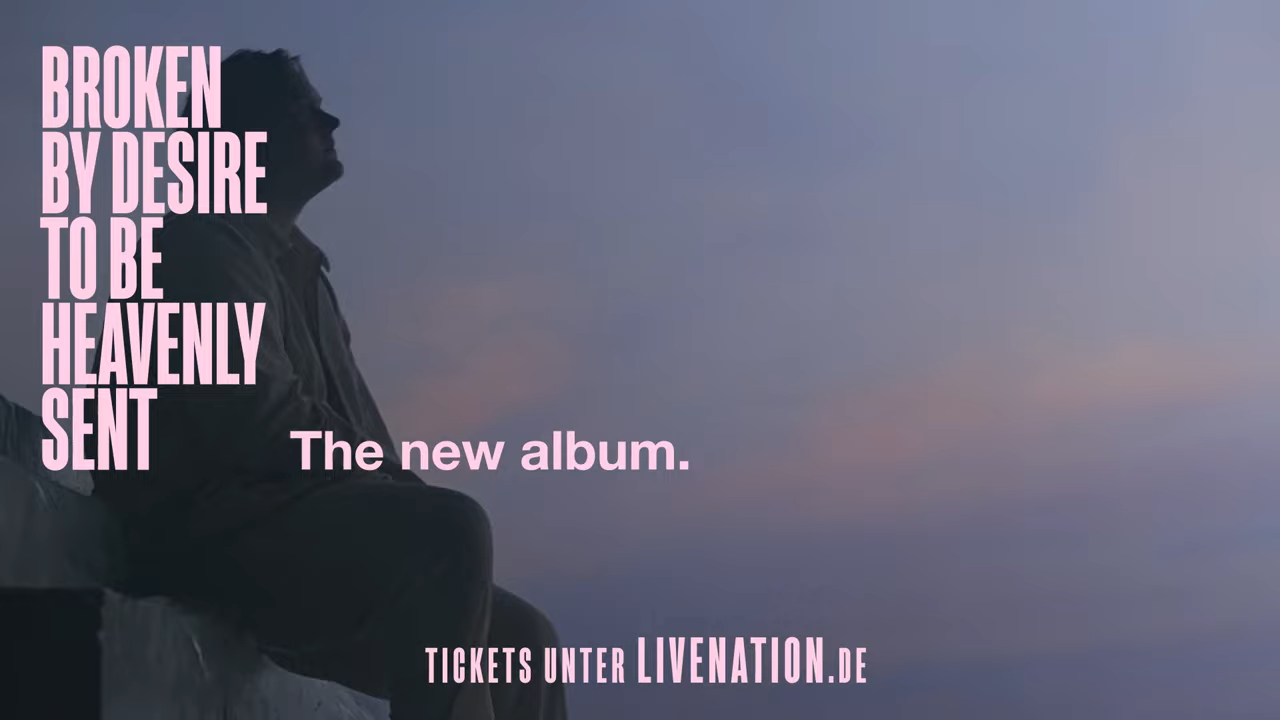 BROKEN
BY DESIRE
TO BE
HEAVENLY
SENT
The new album.
TICKETS UNTER LIVENATION.DE